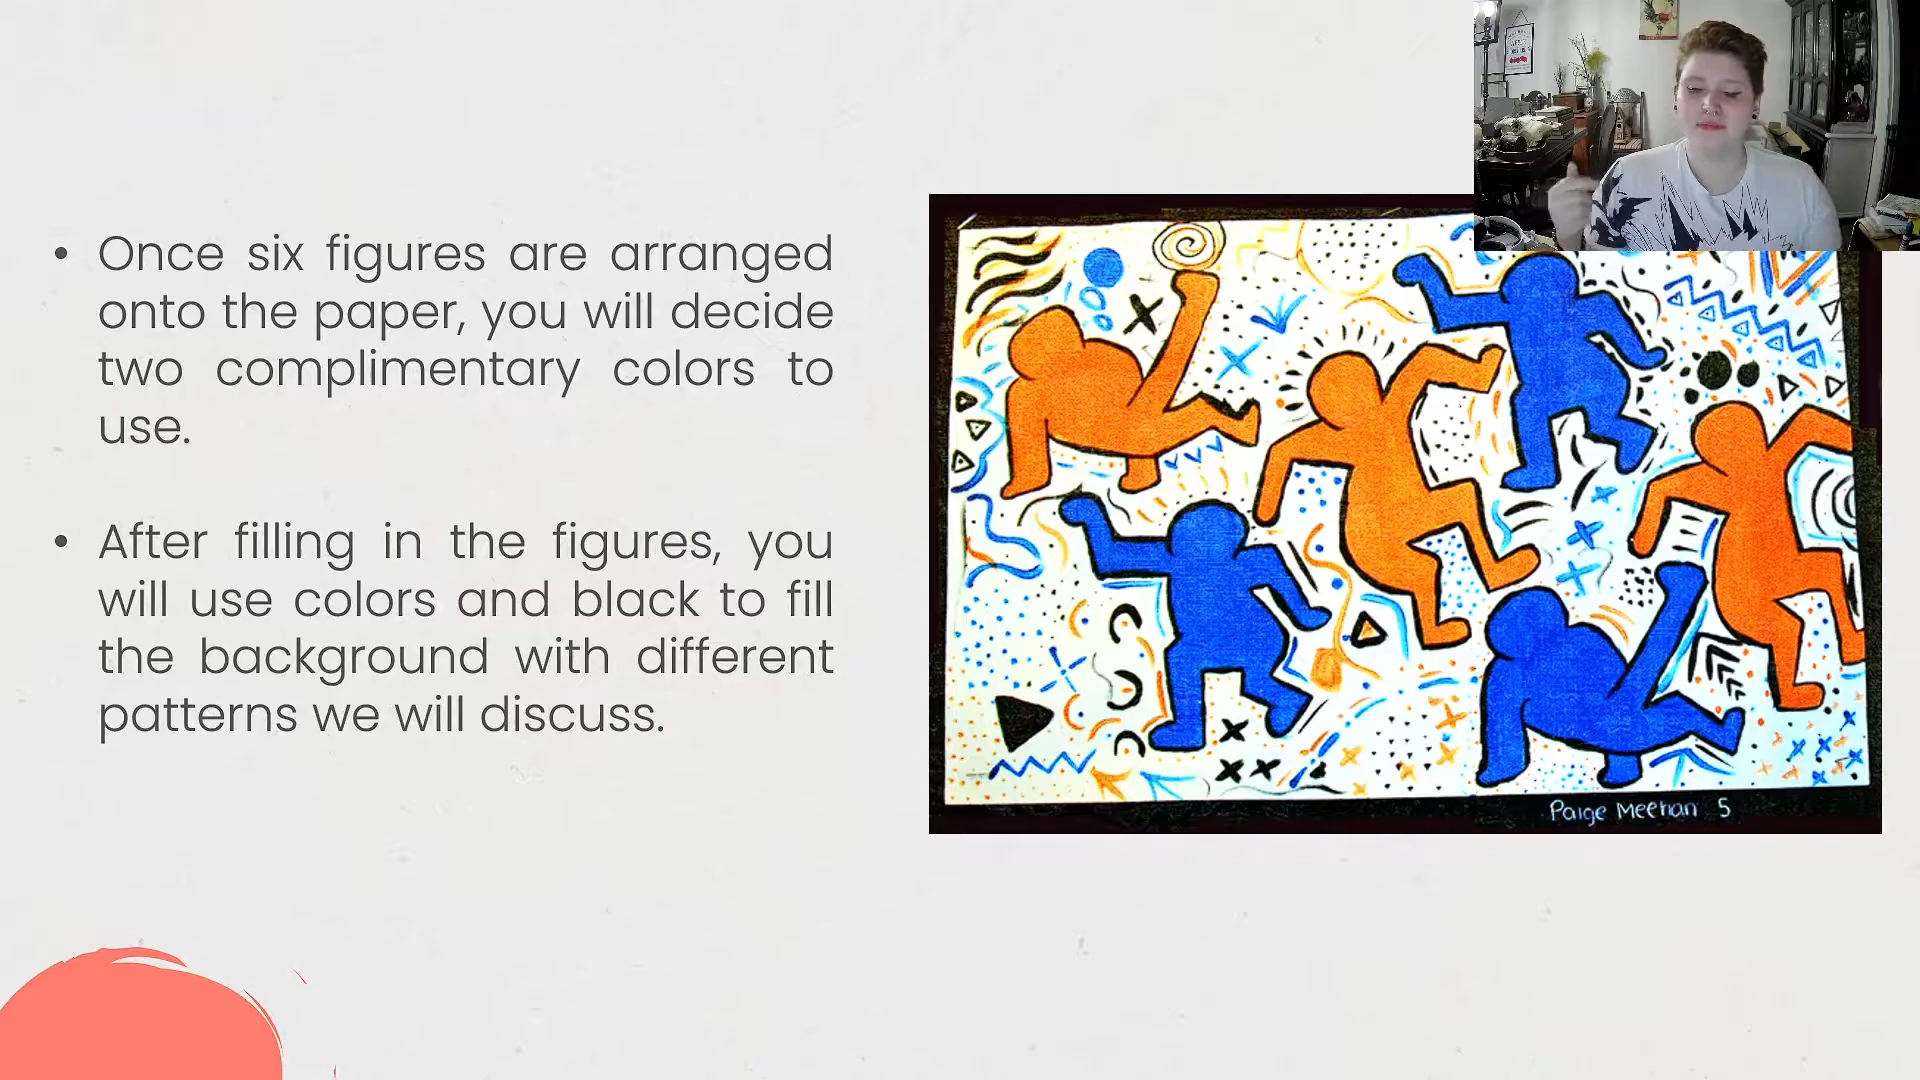 • Once six figures are arranged
onto the paper, you will decide
two complimentary colors to
use.
• After filling in the figures, you
will use colors and black to fill
the background with different
patterns we will discuss.
Paige Meehan 5